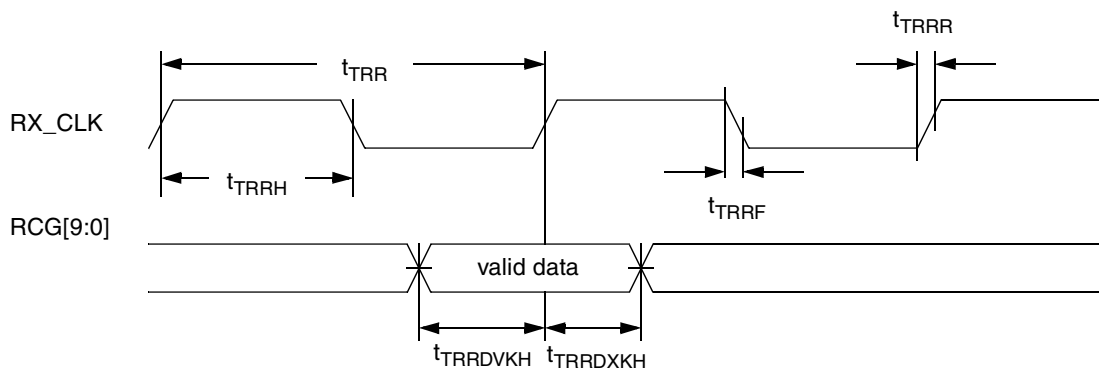 tTRRR
tTRR
RX_CLK
tTRRH
tTRRF
RCG[9:0]
valid data
tTRRDVKH
tTRRDXKH